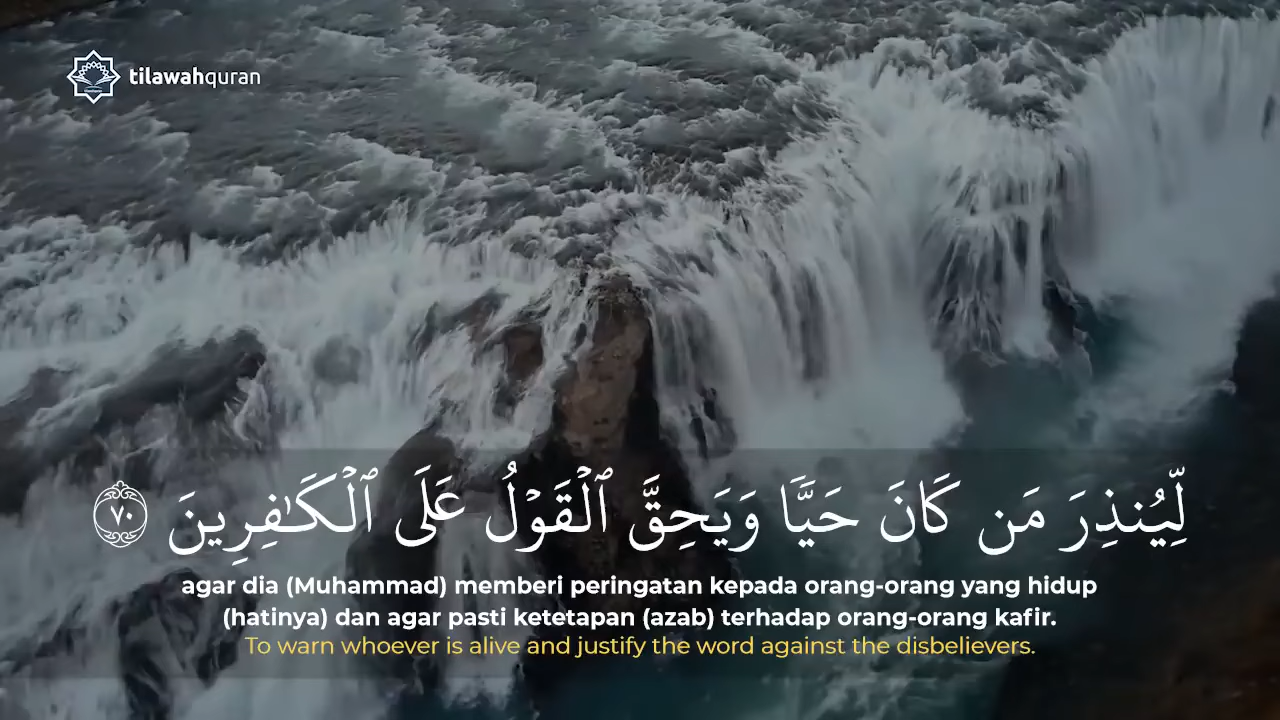 tilawahquran
لِّيُنذِرَ مَن كَانَ حَيًّا وَيَحِقَّ ٱلْقَوْلُ عَلَى ٱلْكَـٰفِرِينَ ٧٠
agar dia (Muhammad) memberi peringatan kepada orang-orang yang hidup
(hatinya) dan agar pasti ketetapan (azab) terhadap orang-orang kafir.
To warn whoever is alive and justify the word against the disbelievers.